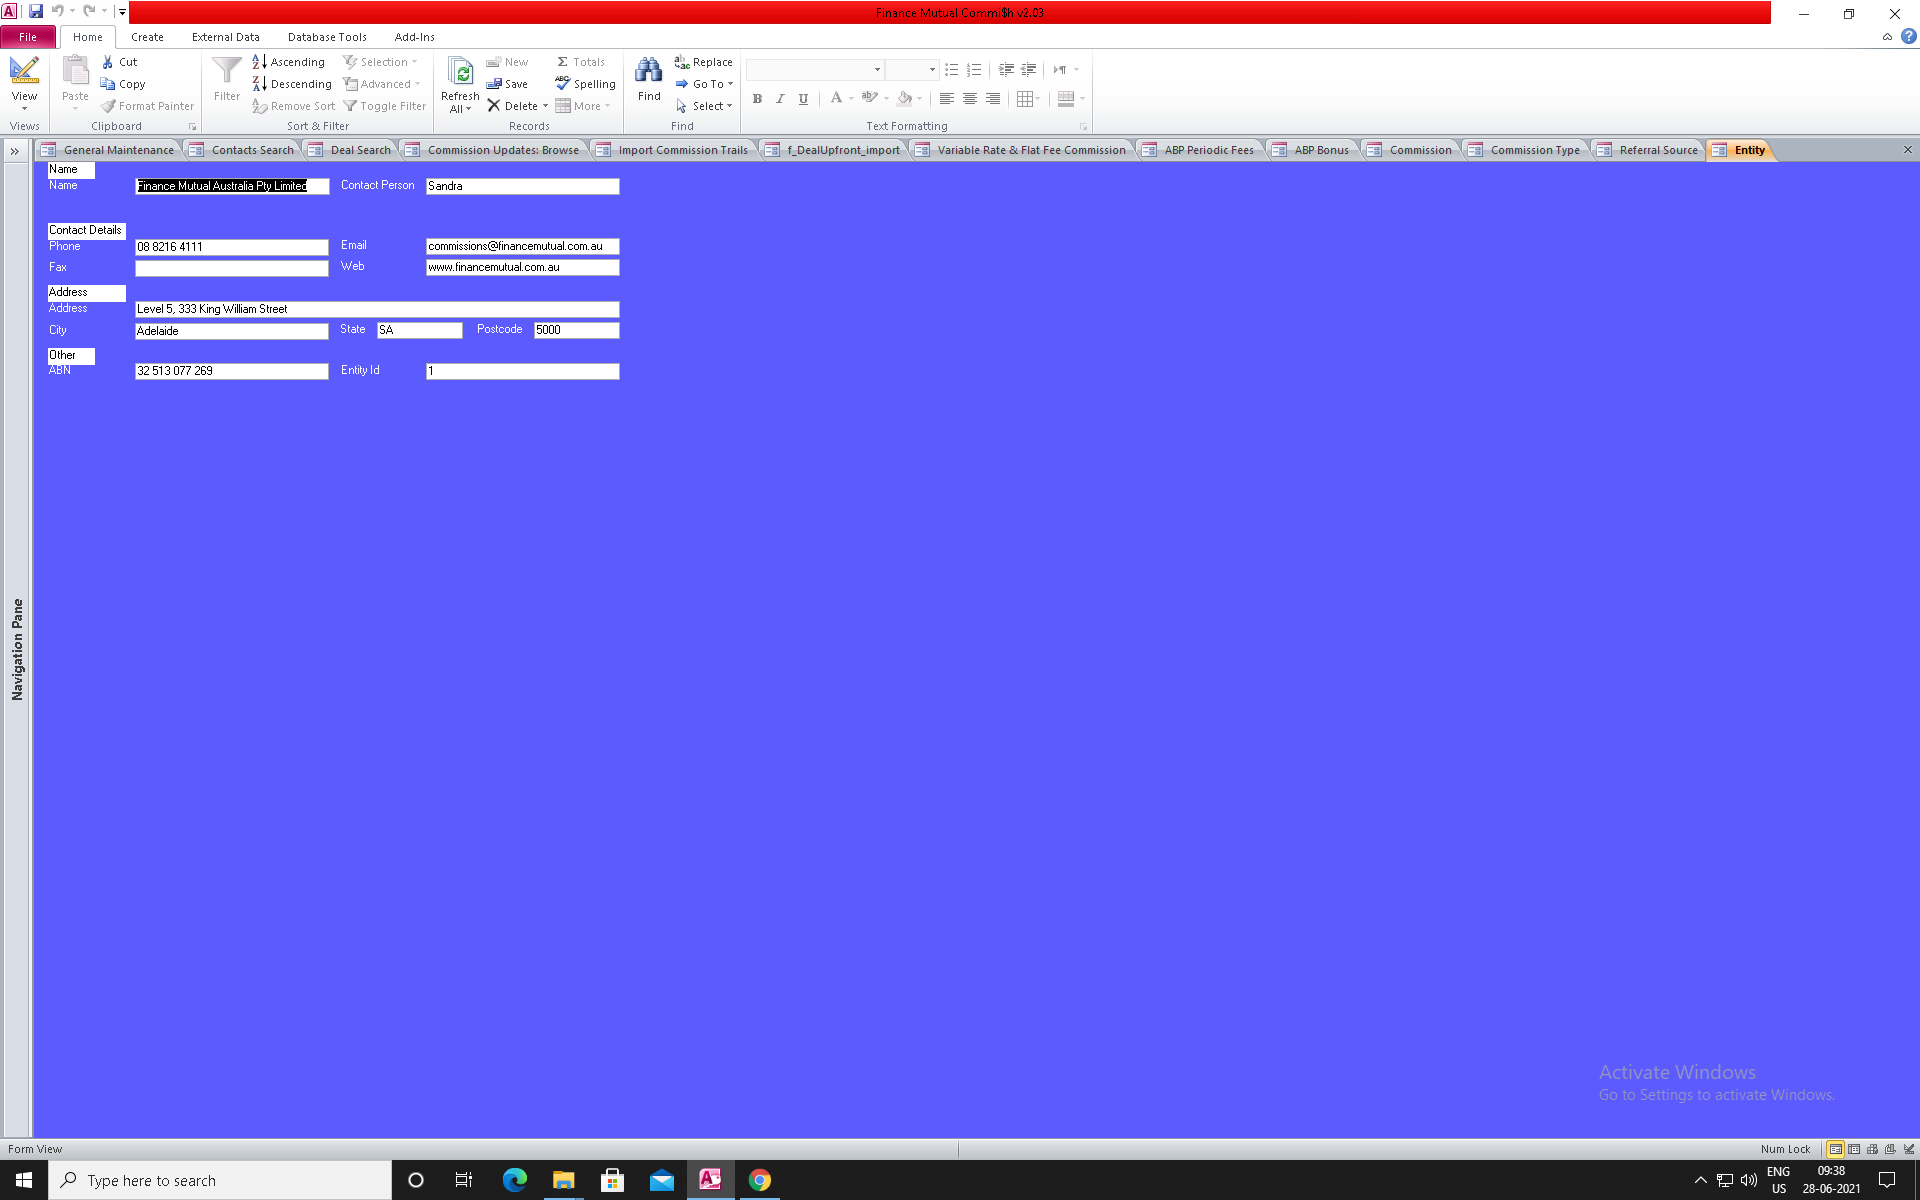 Finance Mutual Commi$h v2.03
File Home Create External Data Database Tools Add-Ins
View Paste Cut Copy Format Painter Filter Ascending Descending Remove Sort Selection Advanced Toggle Filter Refresh All New Save Delete Totals Spelling More Find Replace Go To Select
B I U A
Views Clipboard Sort & Filter Records Find Text Formatting
General Maintenance Contacts Search Deal Search Commission Updates: Browse Import Commission Trails f_DealUpfront_import Variable Rate & Flat Fee Commission ABP Periodic Fees ABP Bonus Commission Commission Type Referral Source Entity
Name
Name Finance Mutual Australia Pty Limited Contact Person Sandra
Contact Details
Phone 08 8216 4111 Email commissions@financemutual.com.au
Fax Web www.financemutual.com.au
Address
Address Level 5, 333 King William Street
City Adelaide State SA Postcode 5000
Other
ABN 32 513 077 269 Entity Id 1
Navigation Pane
Activate Windows
Go to Settings to activate Windows.
Form View Num Lock
Type here to search
ENG
US
09:38
28-06-2021